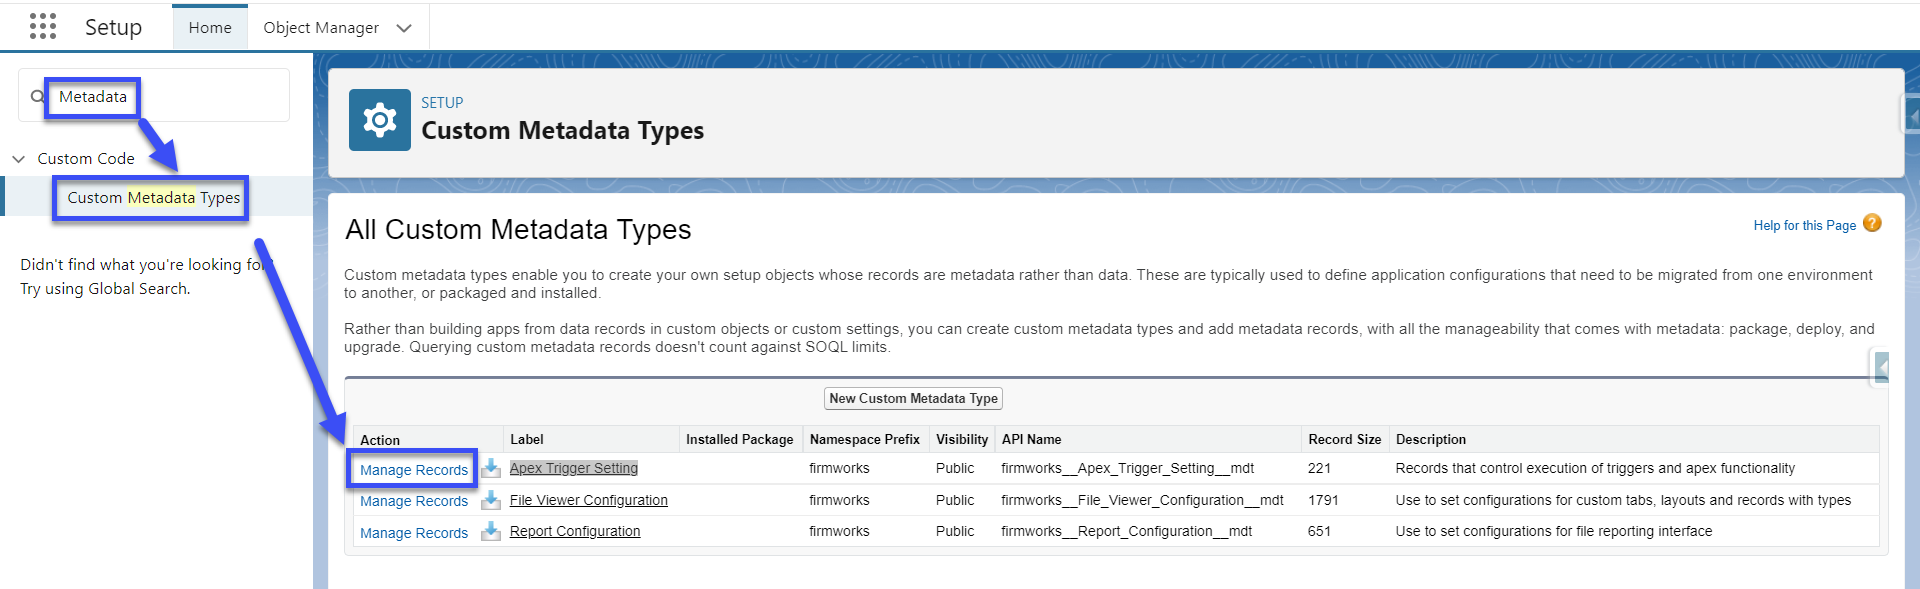 Setup
Home
Object Manager
Metadata
Custom Code
Custom Metadata Types
Didn't find what you're looking for?
Try using Global Search.
SETUP
Custom Metadata Types
All Custom Metadata Types
Help for this Page ?
Custom metadata types enable you to create your own setup objects whose records are metadata rather than data. These are typically used to define application configurations that need to be migrated from one environment
to another, or packaged and installed.
Rather than building apps from data records in custom objects or custom settings, you can create custom metadata types and add metadata records, with all the manageability that comes with metadata: package, deploy, and
upgrade. Querying custom metadata records doesn't count against SOQL limits.
New Custom Metadata Type
Action Label Installed Package Namespace Prefix Visibility API Name Record Size Description
Manage Records Apex Trigger Setting firmworks Public firmworks__Apex_Trigger_Setting__mdt 221 Records that control execution of triggers and apex functionality
Manage Records File Viewer Configuration firmworks Public firmworks__File_Viewer_Configuration__mdt 1791 Use to set configurations for custom tabs, layouts and records with types
Manage Records Report Configuration firmworks Public firmworks__Report_Configuration__mdt 651 Use to set configurations for file reporting interface